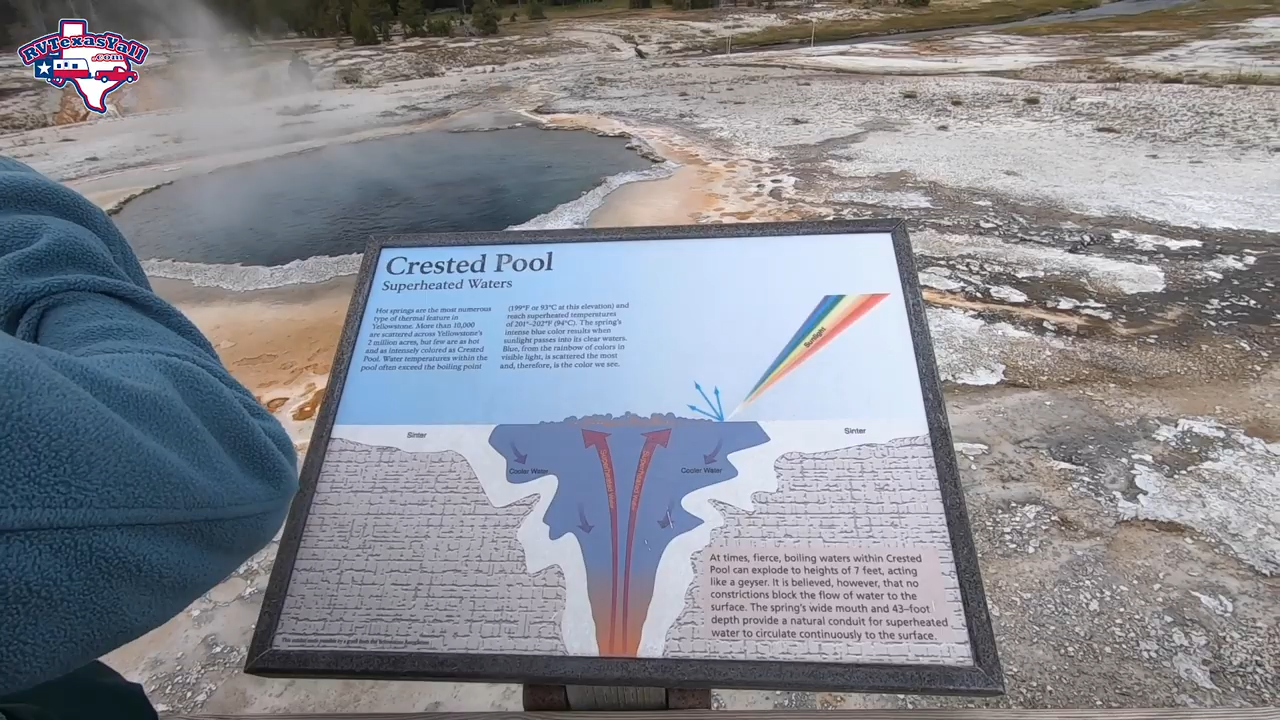 RVTexasYall
.com
Crested Pool
Superheated Waters
Hot springs are the most numerous
type of thermal feature in
Yellowstone. More than 10,000
are scattered across Yellowstone's
2 million acres, but few are as hot
and as intensely colored as Crested
Pool. Water temperatures within the
pool often exceed the boiling point
(199°F or 93°C at this elevation) and
reach superheated temperatures
of 201°-202°F (94°C). The spring's
intense blue color results when
sunlight passes into its clear waters.
Blue, from the rainbow of colors in
visible light, is scattered the most
and, therefore, is the color we see.
Sunlight
Sinter
Sinter
Cooler Water
Cooler Water
At times, fierce, boiling waters within Crested
Pool can explode to heights of 7 feet, acting
like a geyser. It is believed, however, that no
constrictions block the flow of water to the
surface. The spring's wide mouth and 43-foot
depth provide a natural conduit for superheated
water to circulate continuously to the surface.